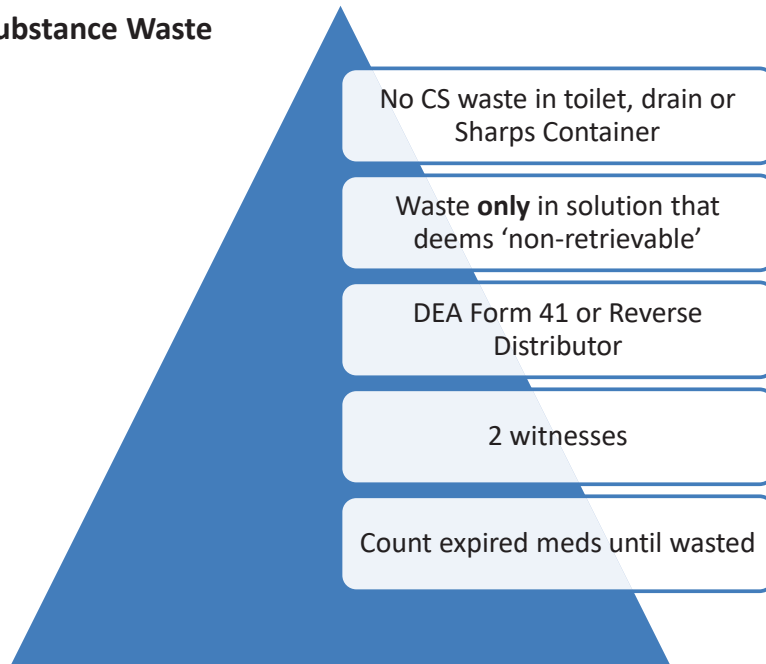 ubstance Waste
No CS waste in toilet, drain or
Sharps Container
Waste only in solution that
deems ‘non-retrievable’
DEA Form 41 or Reverse
Distributor
2 witnesses
Count expired meds until wasted